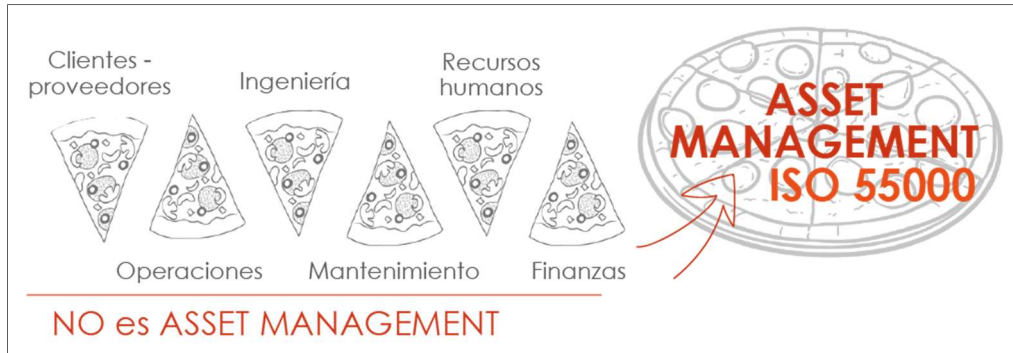 Clientes -
proveedores
Ingeniería
Recursos
humanos
Operaciones
Mantenimiento
Finanzas
NO es ASSET MANAGEMENT
ASSET
MANAGEMENT
ISO 55000